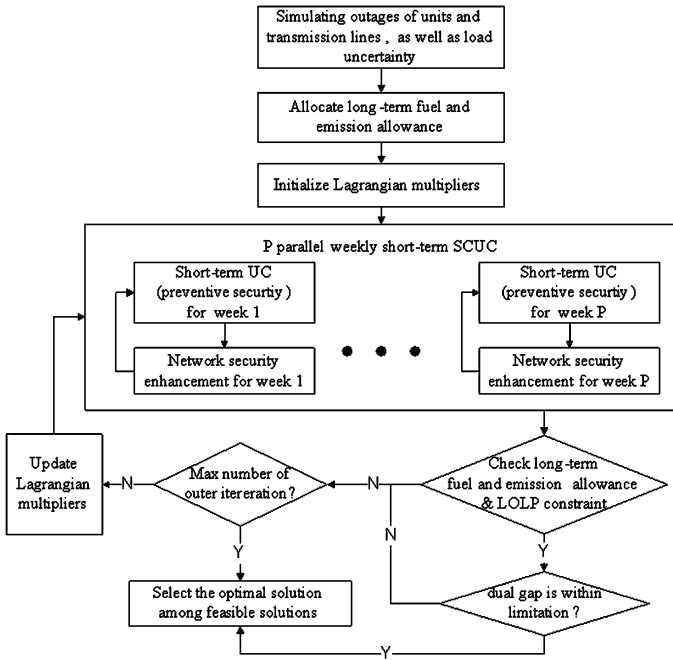 Simulating outages of units and
transmission lines , as well as load
uncertainty
Allocate long -term fuel and
emission allowance
Initialize Lagrangian multipliers
P parallel weekly short-term SCUC
Short-term UC
(preventive securtiy )
for week 1
Network security
enhancement for week 1
Short-term UC
(preventive securtiy )
for week P
Network security
enhancement for week P
Update
Lagrangian
multipliers
N
Max number of
outer itereration ?
N
Check long-term
fuel and emission allowance
& LOLP constraint
Y
N
Y
Select the optimal solution
among feasible solutions
dual gap is within
limitation ?
Y